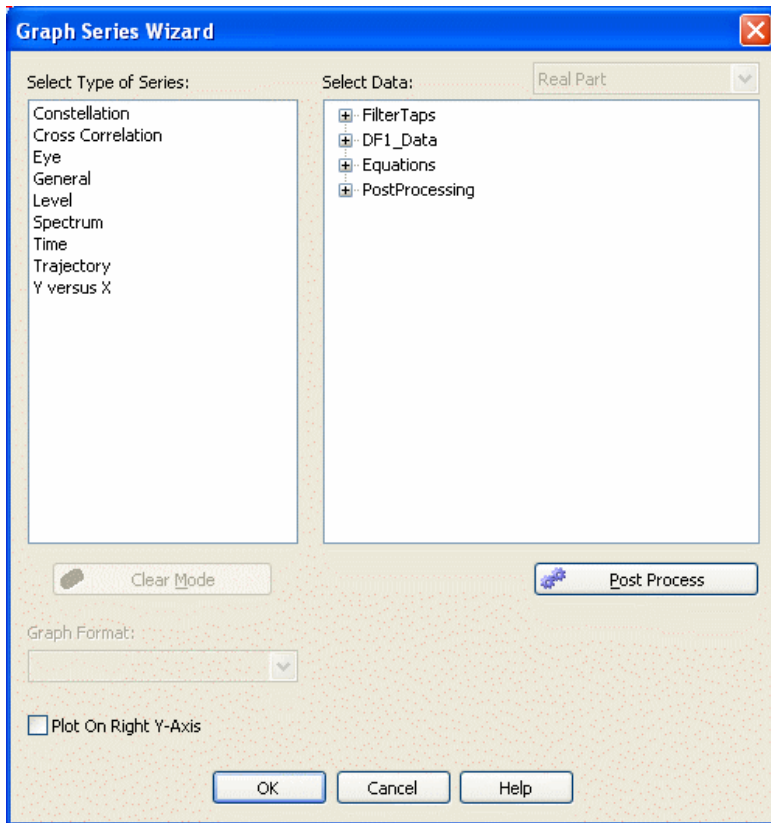 Graph Series Wizard
Select Type of Series:
Select Data:
Real Part
Constellation
Cross Correlation
Eye
General
Level
Spectrum
Time
Trajectory
Y versus X
FilterTaps
DF1_Data
Equations
PostProcessing
Clear Mode
Post Process
Graph Format:
Plot On Right Y-Axis
OK
Cancel
Help